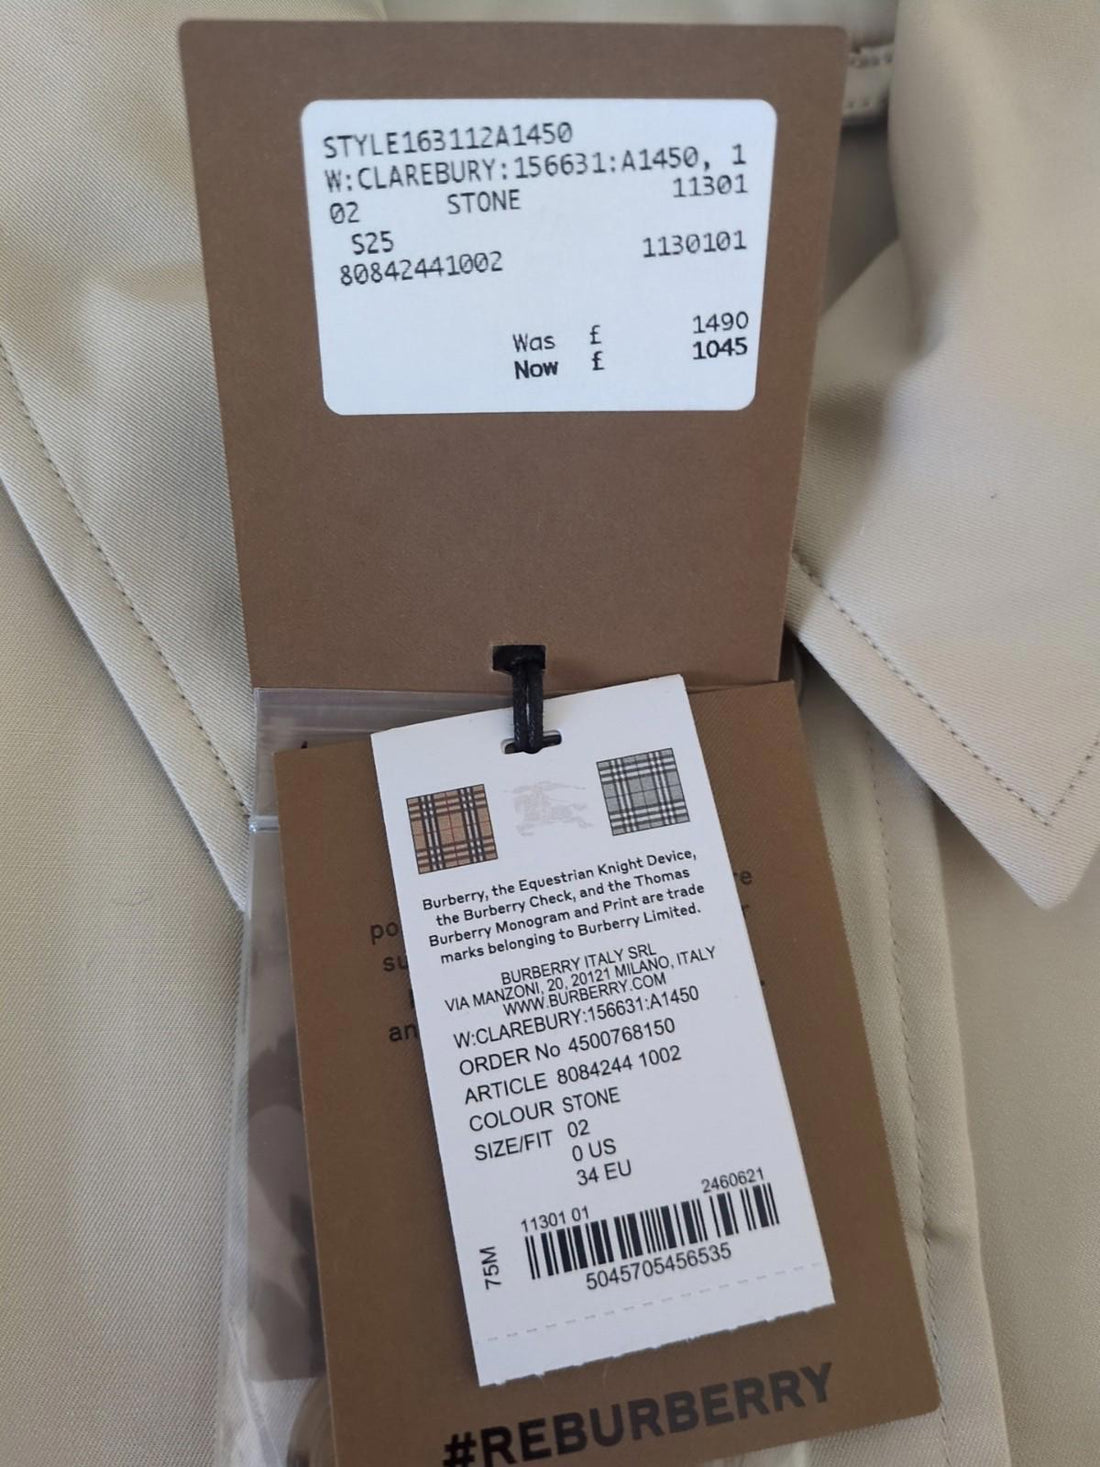 STYLE163112A1450
W:CLAREBURY:156631:A1450, 1
02 STONE 11301
S25
80842441002 1130101
Was £ 1490
Now £ 1045
Burberry, the Equestrian Knight Device,
the Burberry Check, and the Thomas
Burberry Monogram and Print are trade
marks belonging to Burberry Limited.
BURBERRY ITALY SRL
VIA MANZONI, 20, 20121 MILANO, ITALY
WWW.BURBERRY.COM
W:CLAREBURY:156631:A1450
ORDER No 4500768150
ARTICLE 8084244 1002
COLOUR STONE
SIZE/FIT 02
0 US
34 EU
11301 01 2460621
75M
5045705456535
#REBURBERRY